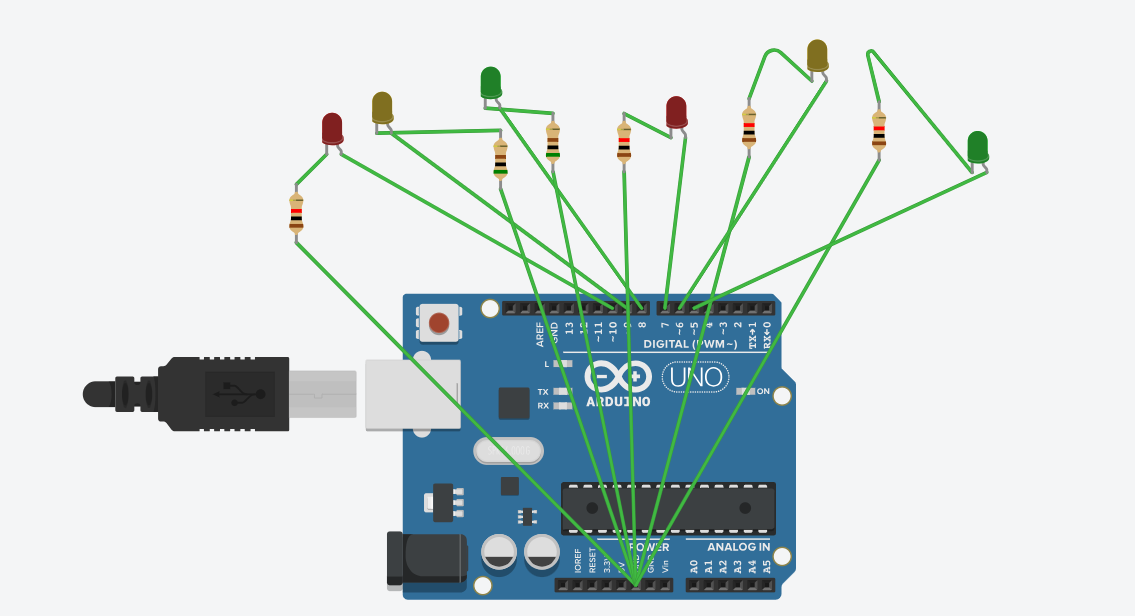 AREF
GND
13
12
~11
~10
9
8
7
~6
~5
4
~3
2
TX→1
RX←0
DIGITAL (PWM~)
L
TX
RX
ARDUINO
UNO
ON
POWER
ANALOG IN
IOREF
RESET
3.3V
5V
GND
GND
Vin
A0
A1
A2
A3
A4
A5